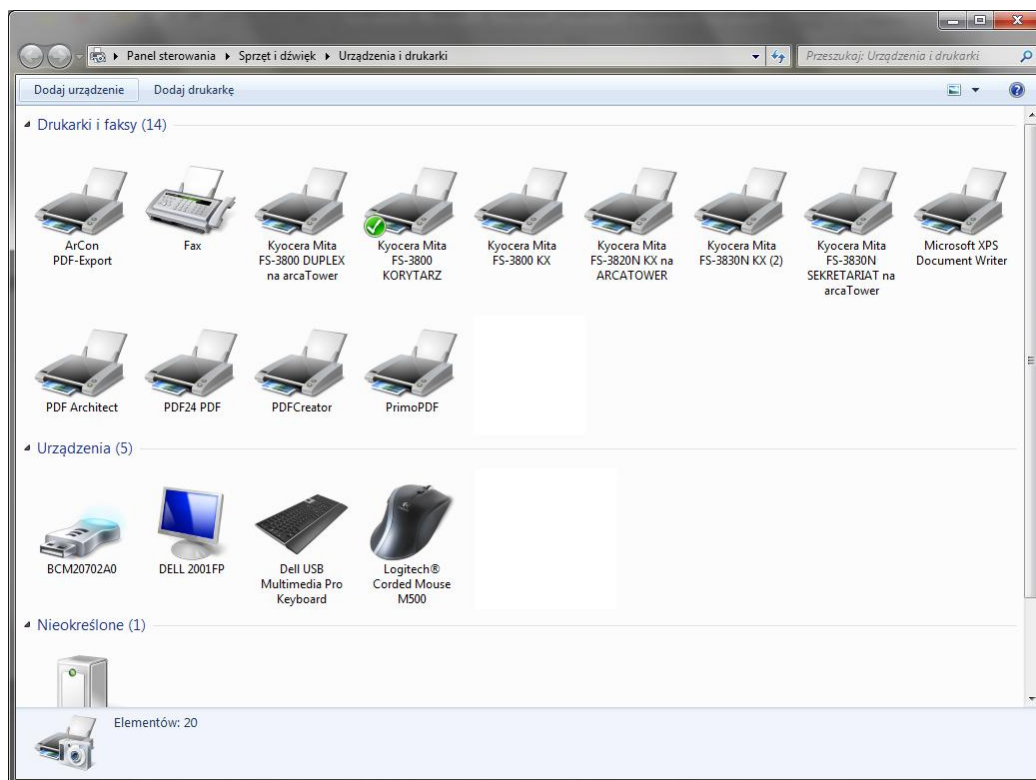 Panel sterowania Sprzęt i dźwięk Urządzenia i drukarki
Przeszukaj: Urządzenia i drukarki
Dodaj urządzenie Dodaj drukarkę
Drukarki i faksy (14)
ArCon
PDF-Export
Fax
Kyocera Mita
FS-3800 DUPLEX
na arcaTower
Kyocera Mita
FS-3800
KORYTARZ
Kyocera Mita
FS-3800 KX
Kyocera Mita
FS-3820N KX na
ARCATOWER
Kyocera Mita
FS-3830N KX (2)
Kyocera Mita
FS-3830N
SEKRETARIAT na
arcaTower
Microsoft XPS
Document Writer
PDF Architect
PDF24 PDF
PDFCreator
PrimoPDF
Urządzenia (5)
BCM20702A0
DELL 2001FP
Dell USB
Multimedia Pro
Keyboard
Logitech®
Corded Mouse
M500
Nieokreślone (1)
Elementów: 20